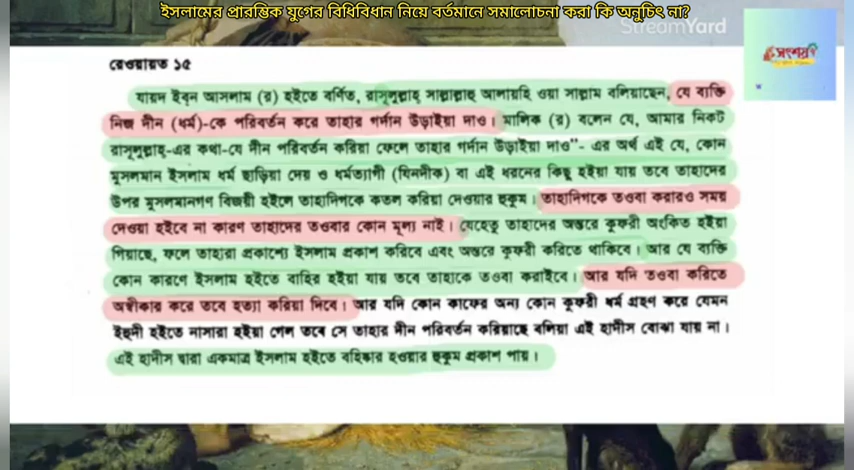 ইসলামের প্রারম্ভিক যুগের বিধিবিধান নিয়ে বর্তমানে সমালোচনা করা কি অনুচিৎ না?
StreamYard
সংশয়
রেওয়ায়ত ১৫
যায়দ ইবন আসলাম (র) হইতে বর্ণিত, রাসূলুল্লাহ্ সাল্লাল্লাহু আলায়হি ওয়া সাল্লাম বলিয়াছেন, যে ব্যক্তি
নিজ দীন (ধর্ম)-কে পরিবর্তন করে তাহার গর্দান উড়াইয়া দাও। মালিক (র) বলেন যে, আমার নিকট
রাসূলুল্লাহ্-এর কথা-যে দীন পরিবর্তন করিয়া ফেলে তাহার গর্দান উড়াইয়া দাও"- এর অর্থ এই যে, কোন
মুসলমান ইসলাম ধর্ম ছাড়িয়া দেয় ও ধর্মত্যাগী (যিনদীক) বা এই ধরনের কিছু হইয়া যায় তবে তাহাদের
উপর মুসলমানগণ বিজয়ী হইলে তাহাদিগকে কতল করিয়া দেওয়ার হুকুম। তাহাদিগকে তওবা করারও সময়
দেওয়া হইবে না কারণ তাহাদের তওবার কোন মূল্য নাই। যেহেতু তাহাদের অন্তরে কুফরী অংকিত হইয়া
গিয়াছে, ফলে তাহারা প্রকাশ্যে ইসলাম প্রকাশ করিবে এবং অন্তরে কুফরী করিতে থাকিবে। আর যে ব্যক্তি
কোন কারণে ইসলাম হইতে বাহির হইয়া যায় তবে তাহাকে তওবা করাইবে। আর যদি তওবা করিতে
অস্বীকার করে তবে হত্যা করিয়া দিবে। আর যদি কোন কাফের অন্য কোন কুফরী ধর্ম গ্রহণ করে যেমন
ইহুদী হইতে নাসারা হইয়া গেল তবে সে তাহার দীন পরিবর্তন করিয়াছে বলিয়া এই হাদীস বোঝা যায় না।
এই হাদীস দ্বারা একমাত্র ইসলাম হইতে বহিষ্কার হওয়ার হুকুম প্রকাশ পায়।